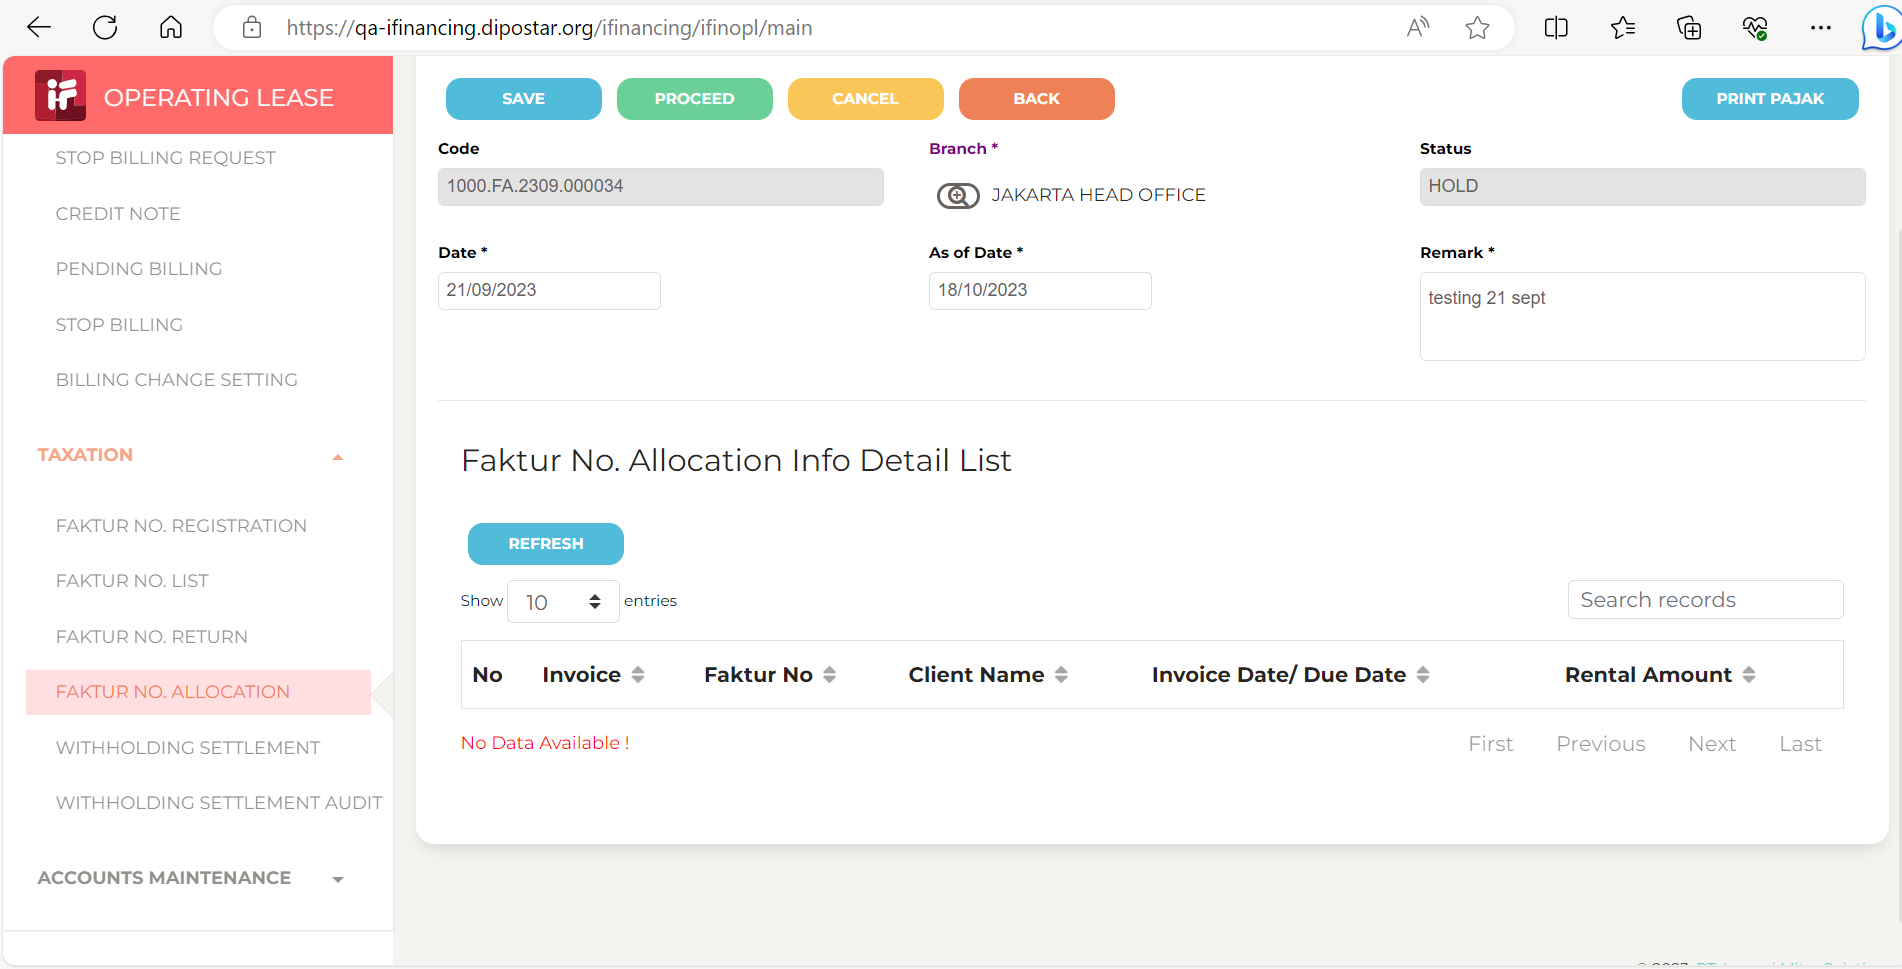 https://qa-ifinancing.dipostar.org/ifinancing/ifinopl/main
iF OPERATING LEASE
STOP BILLING REQUEST
CREDIT NOTE
PENDING BILLING
STOP BILLING
BILLING CHANGE SETTING
TAXATION
FAKTUR NO. REGISTRATION
FAKTUR NO. LIST
FAKTUR NO. RETURN
FAKTUR NO. ALLOCATION
WITHHOLDING SETTLEMENT
WITHHOLDING SETTLEMENT AUDIT
ACCOUNTS MAINTENANCE
SAVE PROCEED CANCEL BACK PRINT PAJAK
Code Branch * Status
1000.FA.2309.000034 JAKARTA HEAD OFFICE HOLD
Date * As of Date * Remark *
21/09/2023 18/10/2023 testing 21 sept
Faktur No. Allocation Info Detail List
REFRESH
Show 10 entries Search records
No Invoice Faktur No Client Name Invoice Date/ Due Date Rental Amount
No Data Available ! First Previous Next Last